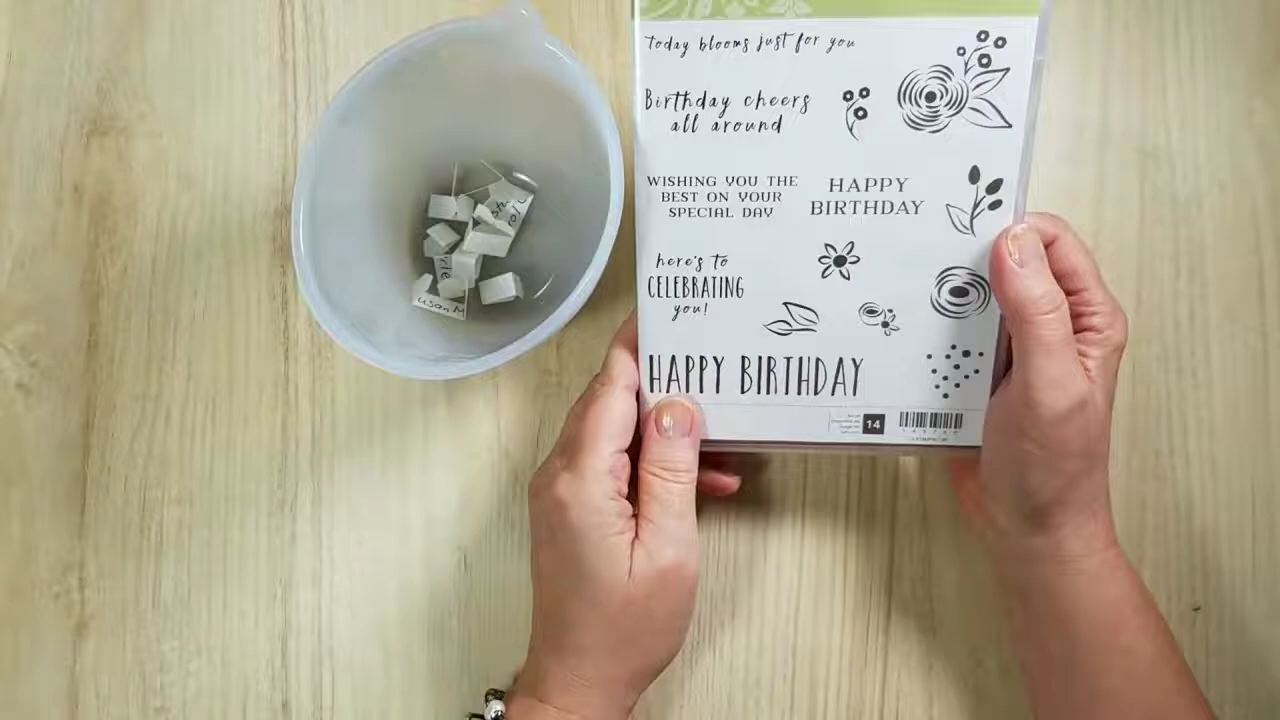 today blooms just for you
Birthday cheers
all around
WISHING YOU THE
BEST ON YOUR
SPECIAL DAY
HAPPY
BIRTHDAY
here's to
CELEBRATING
you!
HAPPY BIRTHDAY
14
usan M